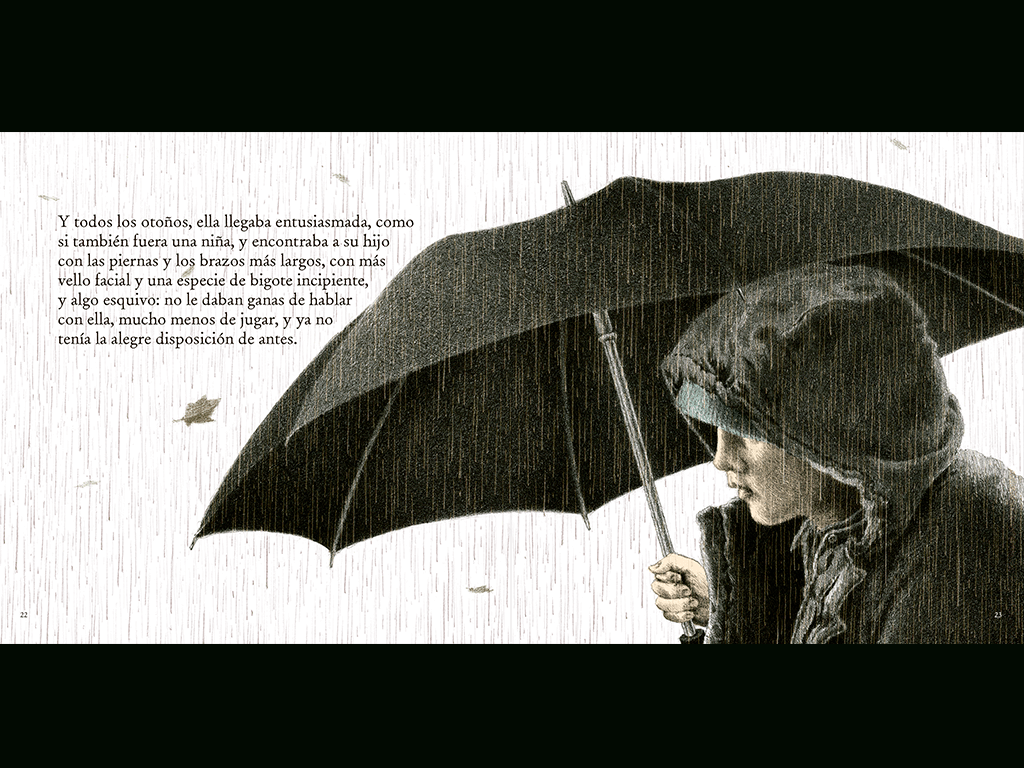 Y todos los otoños, ella llegaba entusiasmada, como
si también fuera una niña, y encontraba a su hijo
con las piernas y los brazos más largos, con más
vello facial y una especie de bigote incipiente,
y algo esquivo: no le daban ganas de hablar
con ella, mucho menos de jugar, y ya no
tenía la alegre disposición de antes.
22
23